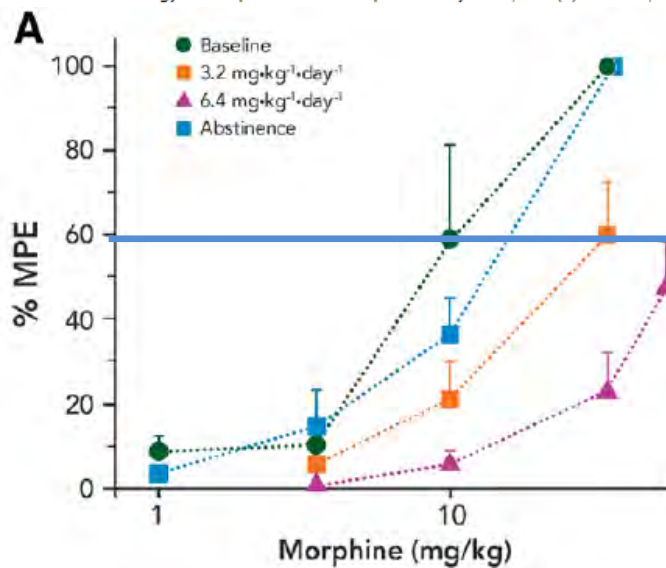 A
Baseline
3.2 mg•kg⁻¹•day⁻¹
6.4 mg•kg⁻¹•day⁻¹
Abstinence
100
80
60
40
20
0
% MPE
1
10
Morphine (mg/kg)